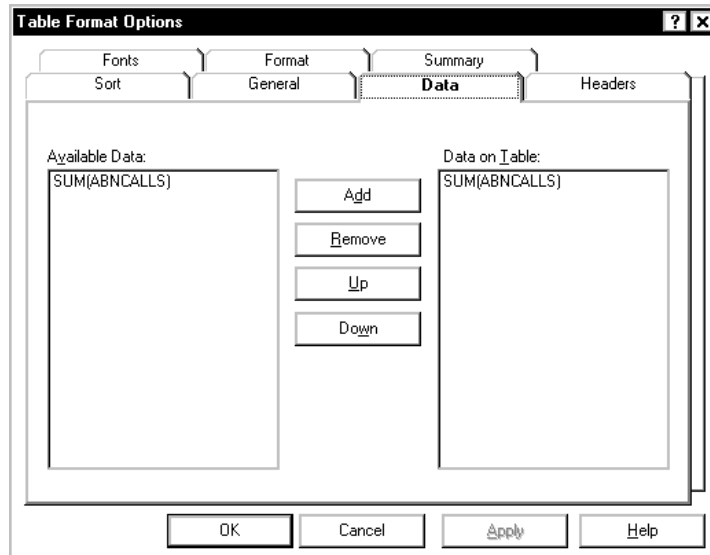 Table Format Options
Fonts Format Summary
Sort General Data Headers
Available Data: Data on Table:
SUM(ABNCALLS) SUM(ABNCALLS)
Add
Remove
Up
Down
OK Cancel Apply Help